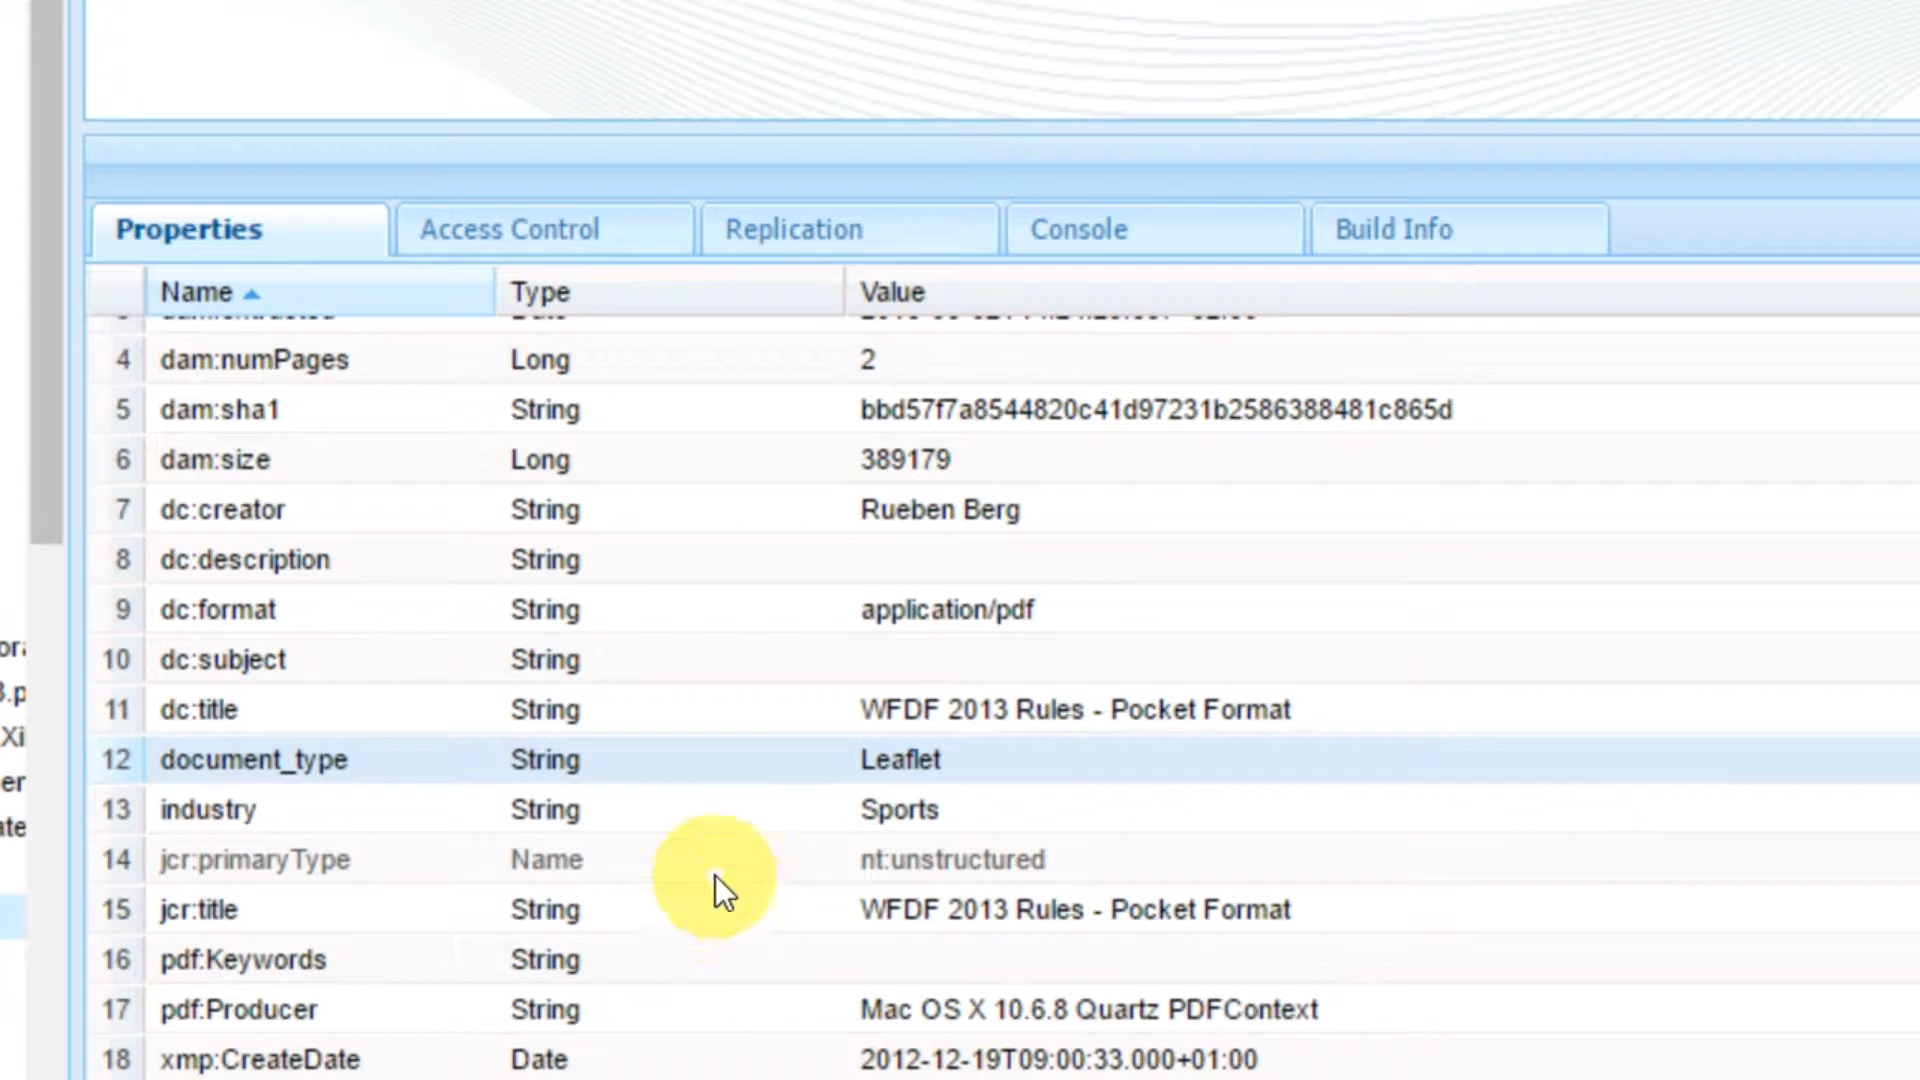 Properties Access Control Replication Console Build Info
Name Type Value
4 dam:numPages Long 2
5 dam:sha1 String bbd57f7a8544820c41d97231b2586388481c865d
6 dam:size Long 389179
7 dc:creator String Rueben Berg
8 dc:description String
9 dc:format String application/pdf
10 dc:subject String
11 dc:title String WFDF 2013 Rules - Pocket Format
12 document_type String Leaflet
13 industry String Sports
14 jcr:primaryType Name nt:unstructured
15 jcr:title String WFDF 2013 Rules - Pocket Format
16 pdf:Keywords String
17 pdf:Producer String Mac OS X 10.6.8 Quartz PDFContext
18 xmp:CreateDate Date 2012-12-19T09:00:33.000+01:00